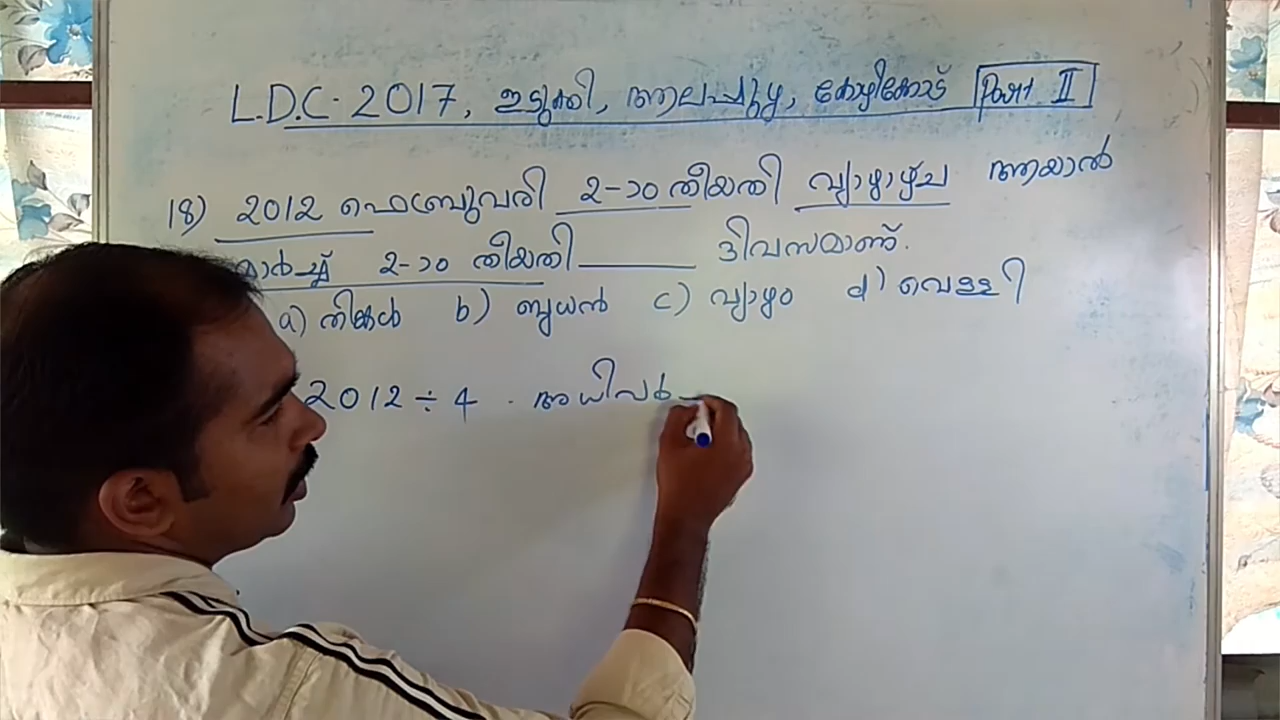 L.D.C. 2017, ഇടുക്കി, ആലപ്പുഴ, കോഴിക്കോട് Part II
18) 2012 ഫെബ്രുവരി 2-ാം തീയതി വ്യാഴാഴ്ച ആയാൽ
മാർച്ച് 2-ാം തീയതി ______ ദിവസമാണ്.
a) തിങ്കൾ b) ബുധൻ c) വ്യാഴം d) വെള്ളി
2012 ÷ 4 . അധിവർ